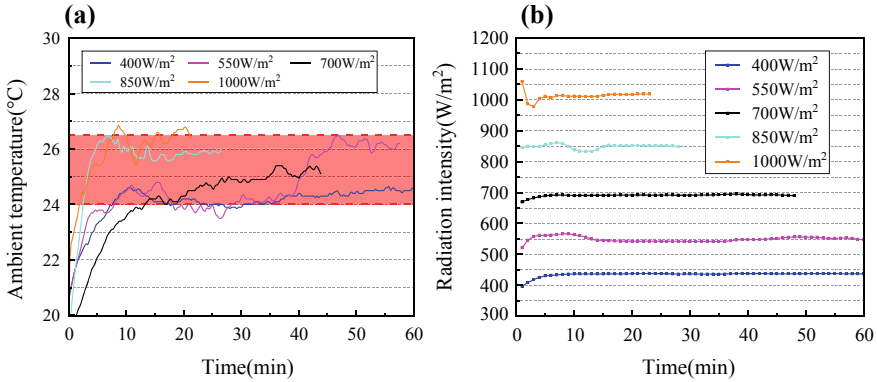 (a)
30
28
26
24
22
20
Ambient temperature(°C)
400W/m²
550W/m²
700W/m²
850W/m²
1000W/m²
0
10
20
30
40
50
60
Time(min)
(b)
1200
1100
1000
900
800
700
600
500
400
300
Radiation intensity(W/m²)
400W/m²
550W/m²
700W/m²
850W/m²
1000W/m²
0
10
20
30
40
50
60
Time(min)